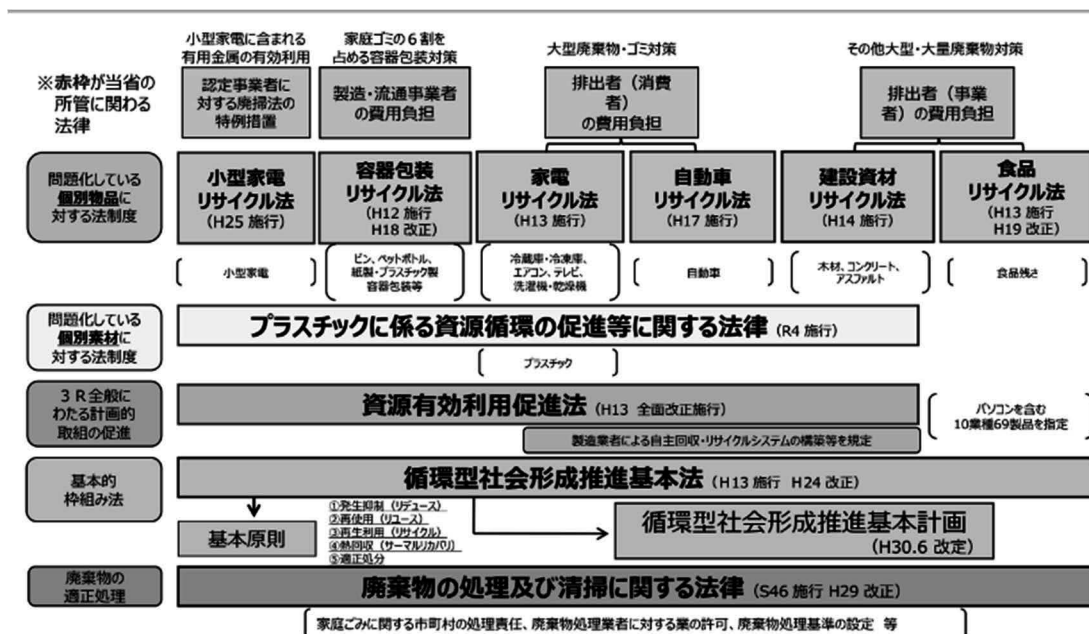 小型家電に含まれる
有用金属の有効利用
家庭ゴミの6割を
占める容器包装対策
大型廃棄物・ゴミ対策
その他大型・大量廃棄物対策
※赤枠が当省の
所管に関わる
法律
認定事業者に
対する廃掃法の
特例措置
製造・流通事業者
の費用負担
排出者（消費
者）
の費用負担
排出者（事業
者）の費用負担
問題化している
個別物品に
対する法制度
小型家電
リサイクル法
(H25 施行)
容器包装
リサイクル法
(H12 施行
H18 改正)
家電
リサイクル法
(H13 施行)
自動車
リサイクル法
(H17 施行)
建設資材
リサイクル法
(H14 施行)
食品
リサイクル法
(H13 施行
H19 改正)
小型家電
ビン、ペットボトル、
紙製・プラスチック製
容器包装等
冷蔵庫・冷凍庫、
エアコン、テレビ、
洗濯機・乾燥機
自動車
木材、コンクリート、
アスファルト
食品残さ
問題化している
個別素材に
対する法制度
プラスチックに係る資源循環の促進等に関する法律 (R4 施行)
プラスチック
3R全般に
わたる計画的
取組の促進
資源有効利用促進法 (H13 全面改正施行)
製造業者による自主回収・リサイクルシステムの構築等を規定
パソコンを含む
10業種69製品を指定
基本的
枠組み法
循環型社会形成推進基本法 (H13 施行 H24 改正)
基本原則
①発生抑制（リデュース）
②再使用（リユース）
③再生利用（リサイクル）
④熱回収（サーマルリカバリ）
⑤適正処分
循環型社会形成推進基本計画
(H30.6 改定)
廃棄物の
適正処理
廃棄物の処理及び清掃に関する法律 (S46 施行 H29 改正)
家庭ごみに関する市町村の処理責任、廃棄物処理業者に対する業の許可、廃棄物処理基準の設定 等